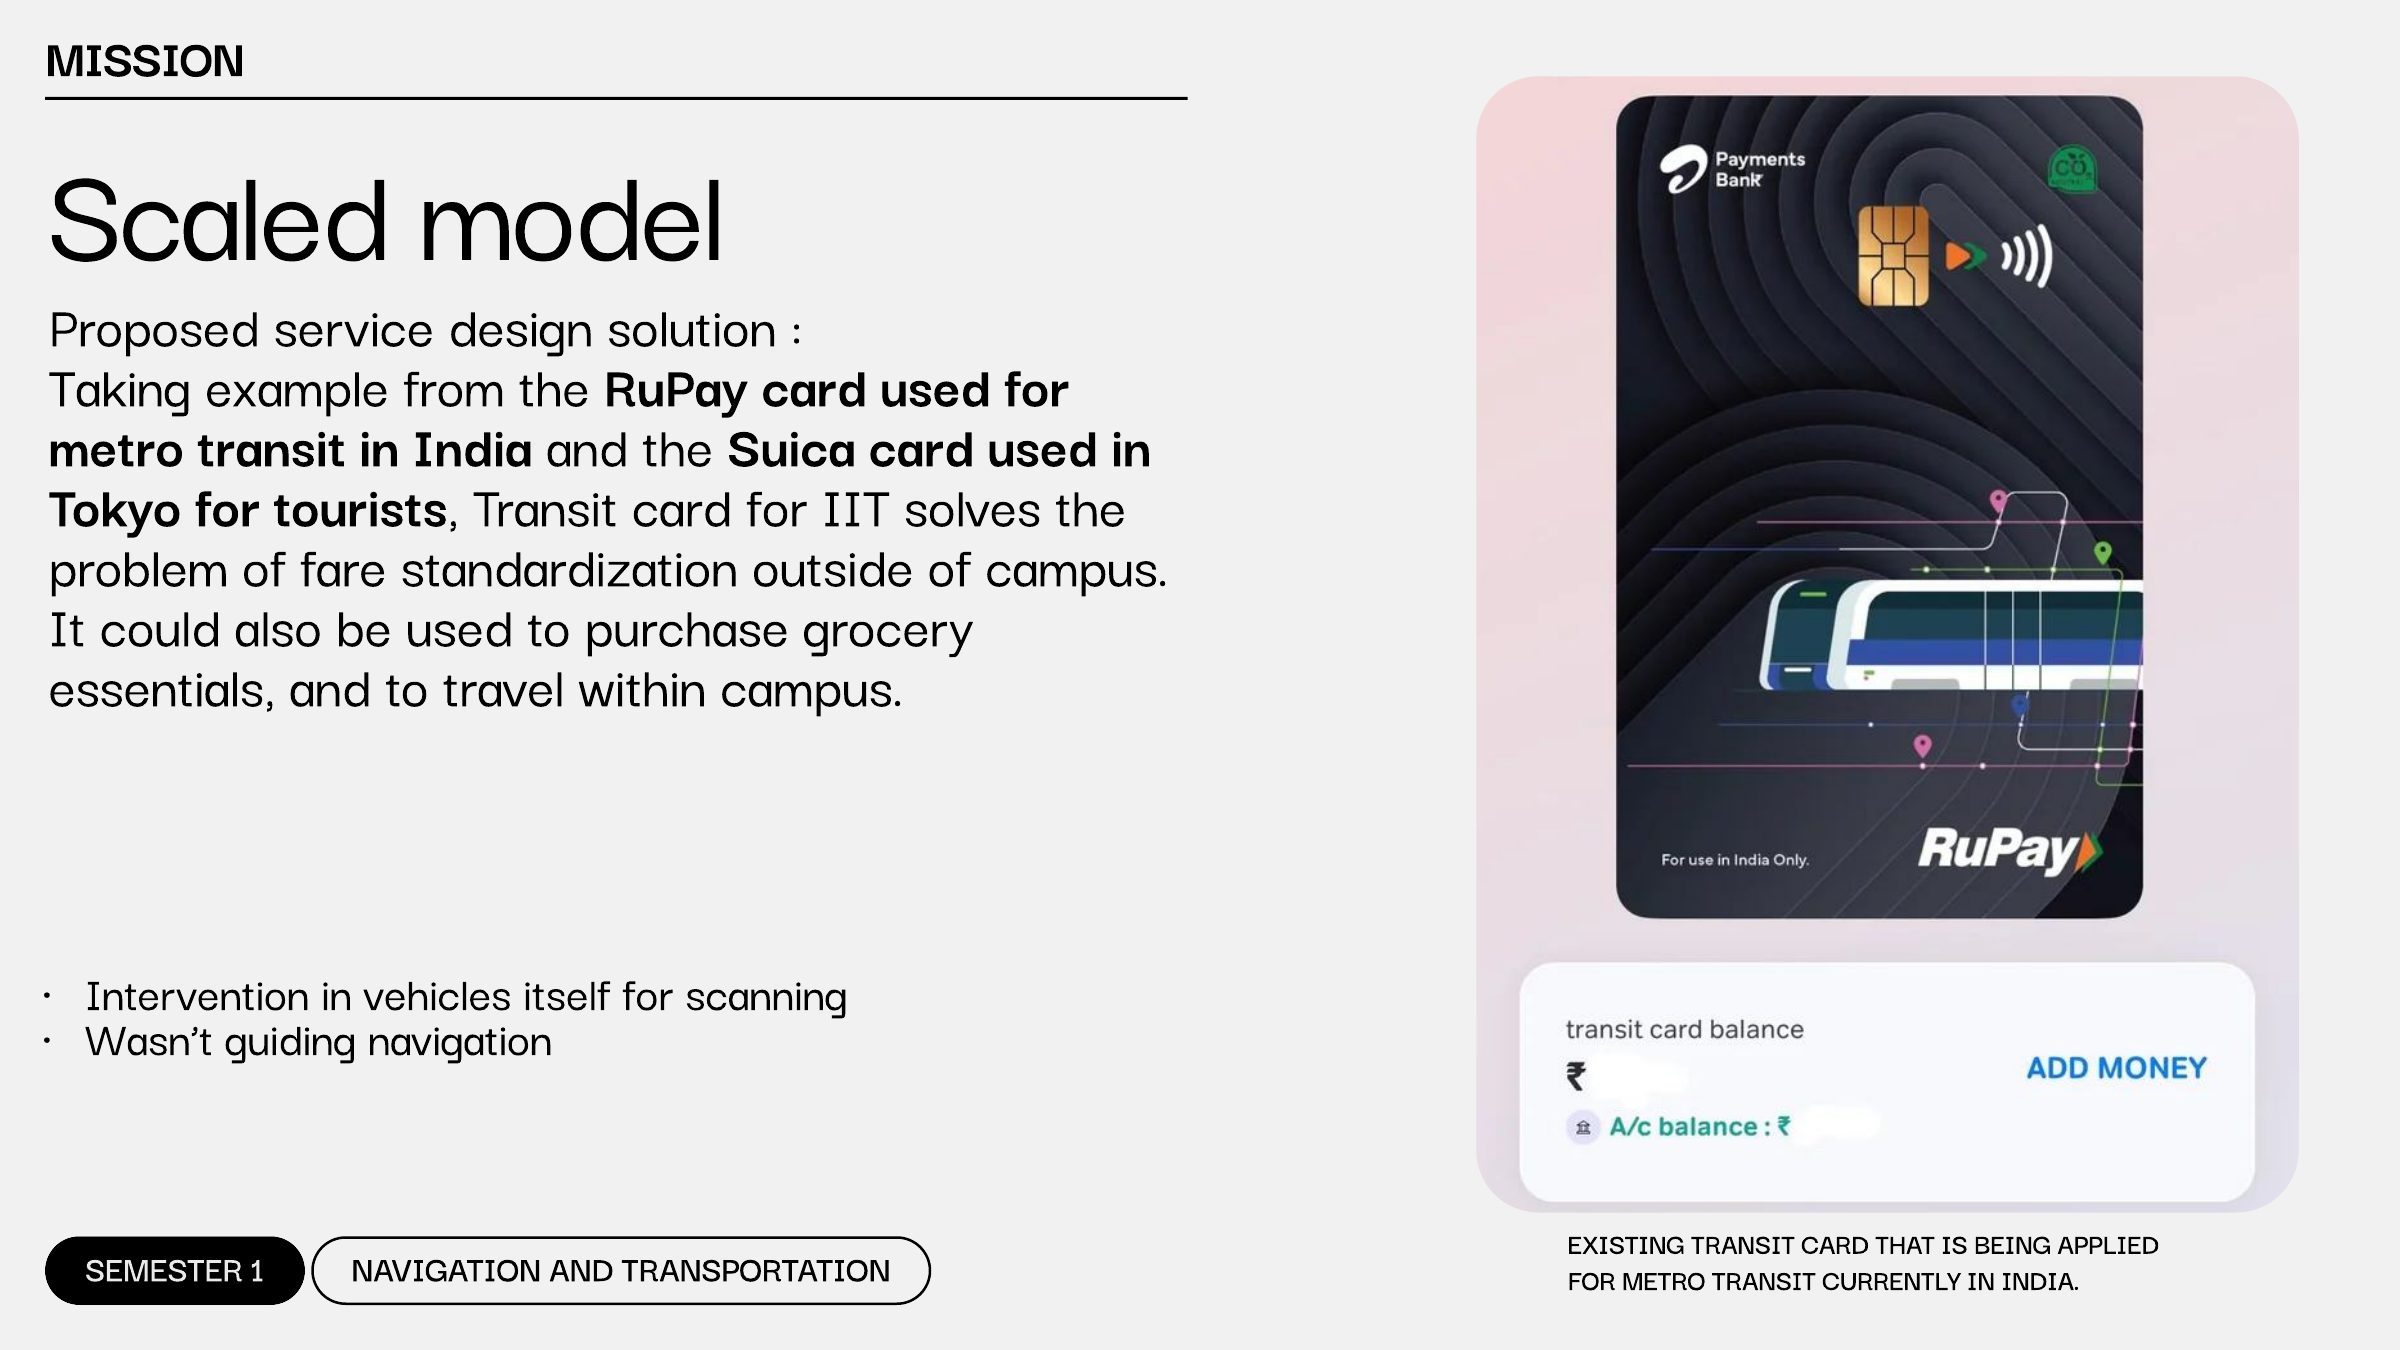 MISSION
Scaled model
Proposed service design solution :
Taking example from the RuPay card used for
metro transit in India and the Suica card used in
Tokyo for tourists, Transit card for IIT solves the
problem of fare standardization outside of campus.
It could also be used to purchase grocery
essentials, and to travel within campus.
· Intervention in vehicles itself for scanning
· Wasn’t guiding navigation
SEMESTER 1
NAVIGATION AND TRANSPORTATION
Payments
Bank
CO₂
For use in India Only.
RuPay
transit card balance
₹
ADD MONEY
A/c balance : ₹
EXISTING TRANSIT CARD THAT IS BEING APPLIED
FOR METRO TRANSIT CURRENTLY IN INDIA.